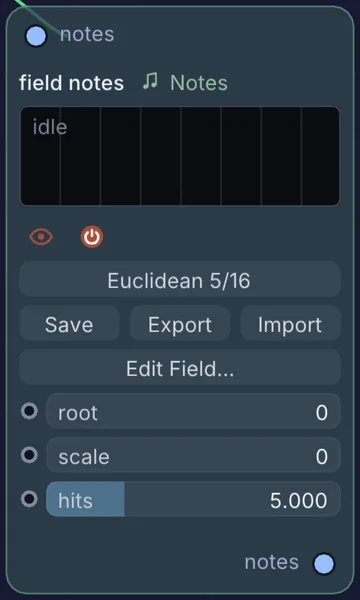 notes
field notes Notes
idle
Euclidean 5/16
Save Export Import
Edit Field...
root 0
scale 0
hits 5.000
notes